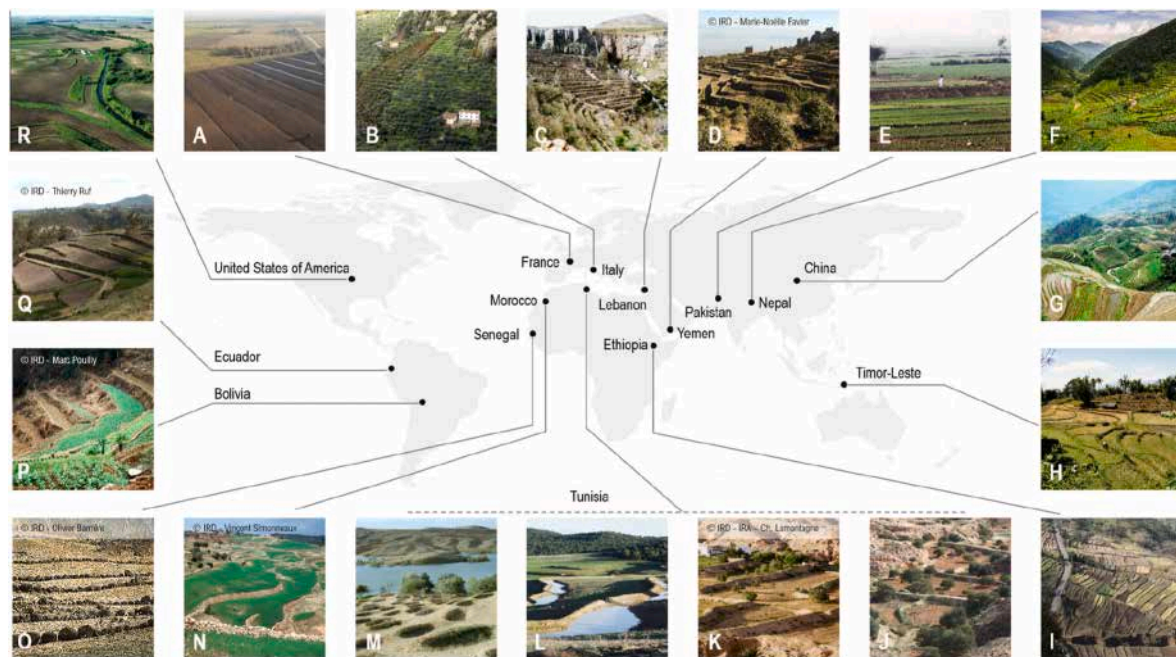 © IRD - Marie-Noëlle Favier
R
A
B
C
D
E
F
© IRD - Thierry Ruf
Q
G
United States of America
France
Italy
China
Morocco
Lebanon
Pakistan
Nepal
Senegal
Ethiopia
Yemen
© IRD - Marc Pouilly
Ecuador
Bolivia
Timor-Leste
P
H
Tunisia
© IRD - Olivier Barrière
© IRD - Vincent Simonneaux
© IRD - IRA - Ch. Lamontagne
O
N
M
L
K
J
I